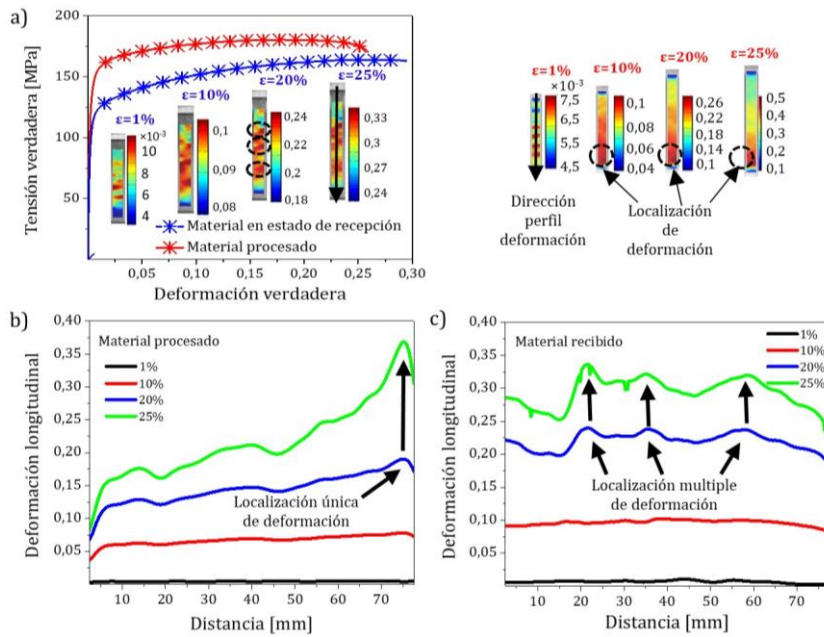 a)
200
150
100
50
Tensión verdadera [MPa]
0,05
0,10
0,15
0,20
0,25
0,30
Deformación verdadera
ε=1%
×10⁻³
10
8
6
4
ε=10%
0,1
0,09
0,08
ε=20%
0,24
0,22
0,2
0,18
ε=25%
0,33
0,3
0,27
0,24
Material en estado de recepción
Material procesado
ε=1%
×10⁻³
7,5
6,5
5,5
4,5
ε=10%
0,1
0,08
0,06
0,04
ε=20%
0,26
0,22
0,18
0,14
0,1
ε=25%
0,5
0,4
0,3
0,2
0,1
Dirección
perfil
deformación
Localización
de
deformación
b)
0,40
0,35
0,30
0,25
0,20
0,15
0,10
0,05
Deformación longitudinal
Material procesado
1%
10%
20%
25%
Localización única
de deformación
10
20
30
40
50
60
70
Distancia [mm]
c)
0,40
0,35
0,30
0,25
0,20
0,15
0,10
0,05
Deformación longitudinal
Material recibido
1%
10%
20%
25%
Localización multiple
de deformación
10
20
30
40
50
60
70
Distancia [mm]